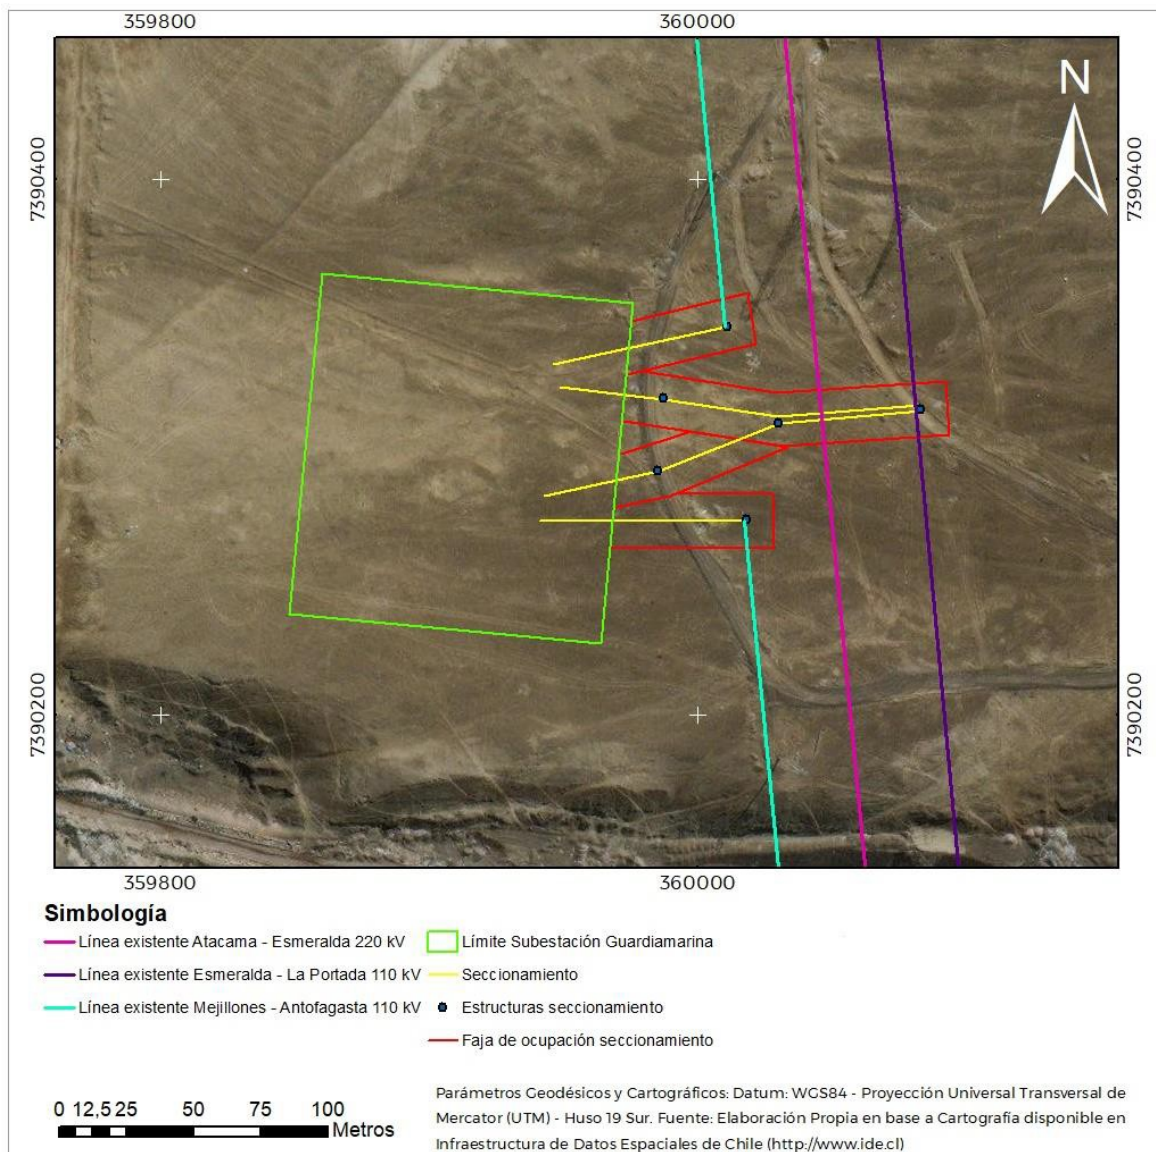 359800 360000
N
7390400 7390400
7390200 7390200
359800 360000
Simbología
Línea existente Atacama - Esmeralda 220 kV Límite Subestación Guardiamarina
Línea existente Esmeralda - La Portada 110 kV Seccionamiento
Línea existente Mejillones - Antofagasta 110 kV Estructuras seccionamiento
Faja de ocupación seccionamiento
0 12,5 25 50 75 100
Metros
Parámetros Geodésicos y Cartográficos: Datum: WGS84 - Proyección Universal Transversal de
Mercator (UTM) - Huso 19 Sur. Fuente: Elaboración Propia en base a Cartografía disponible en
Infraestructura de Datos Espaciales de Chile (http://www.ide.cl)